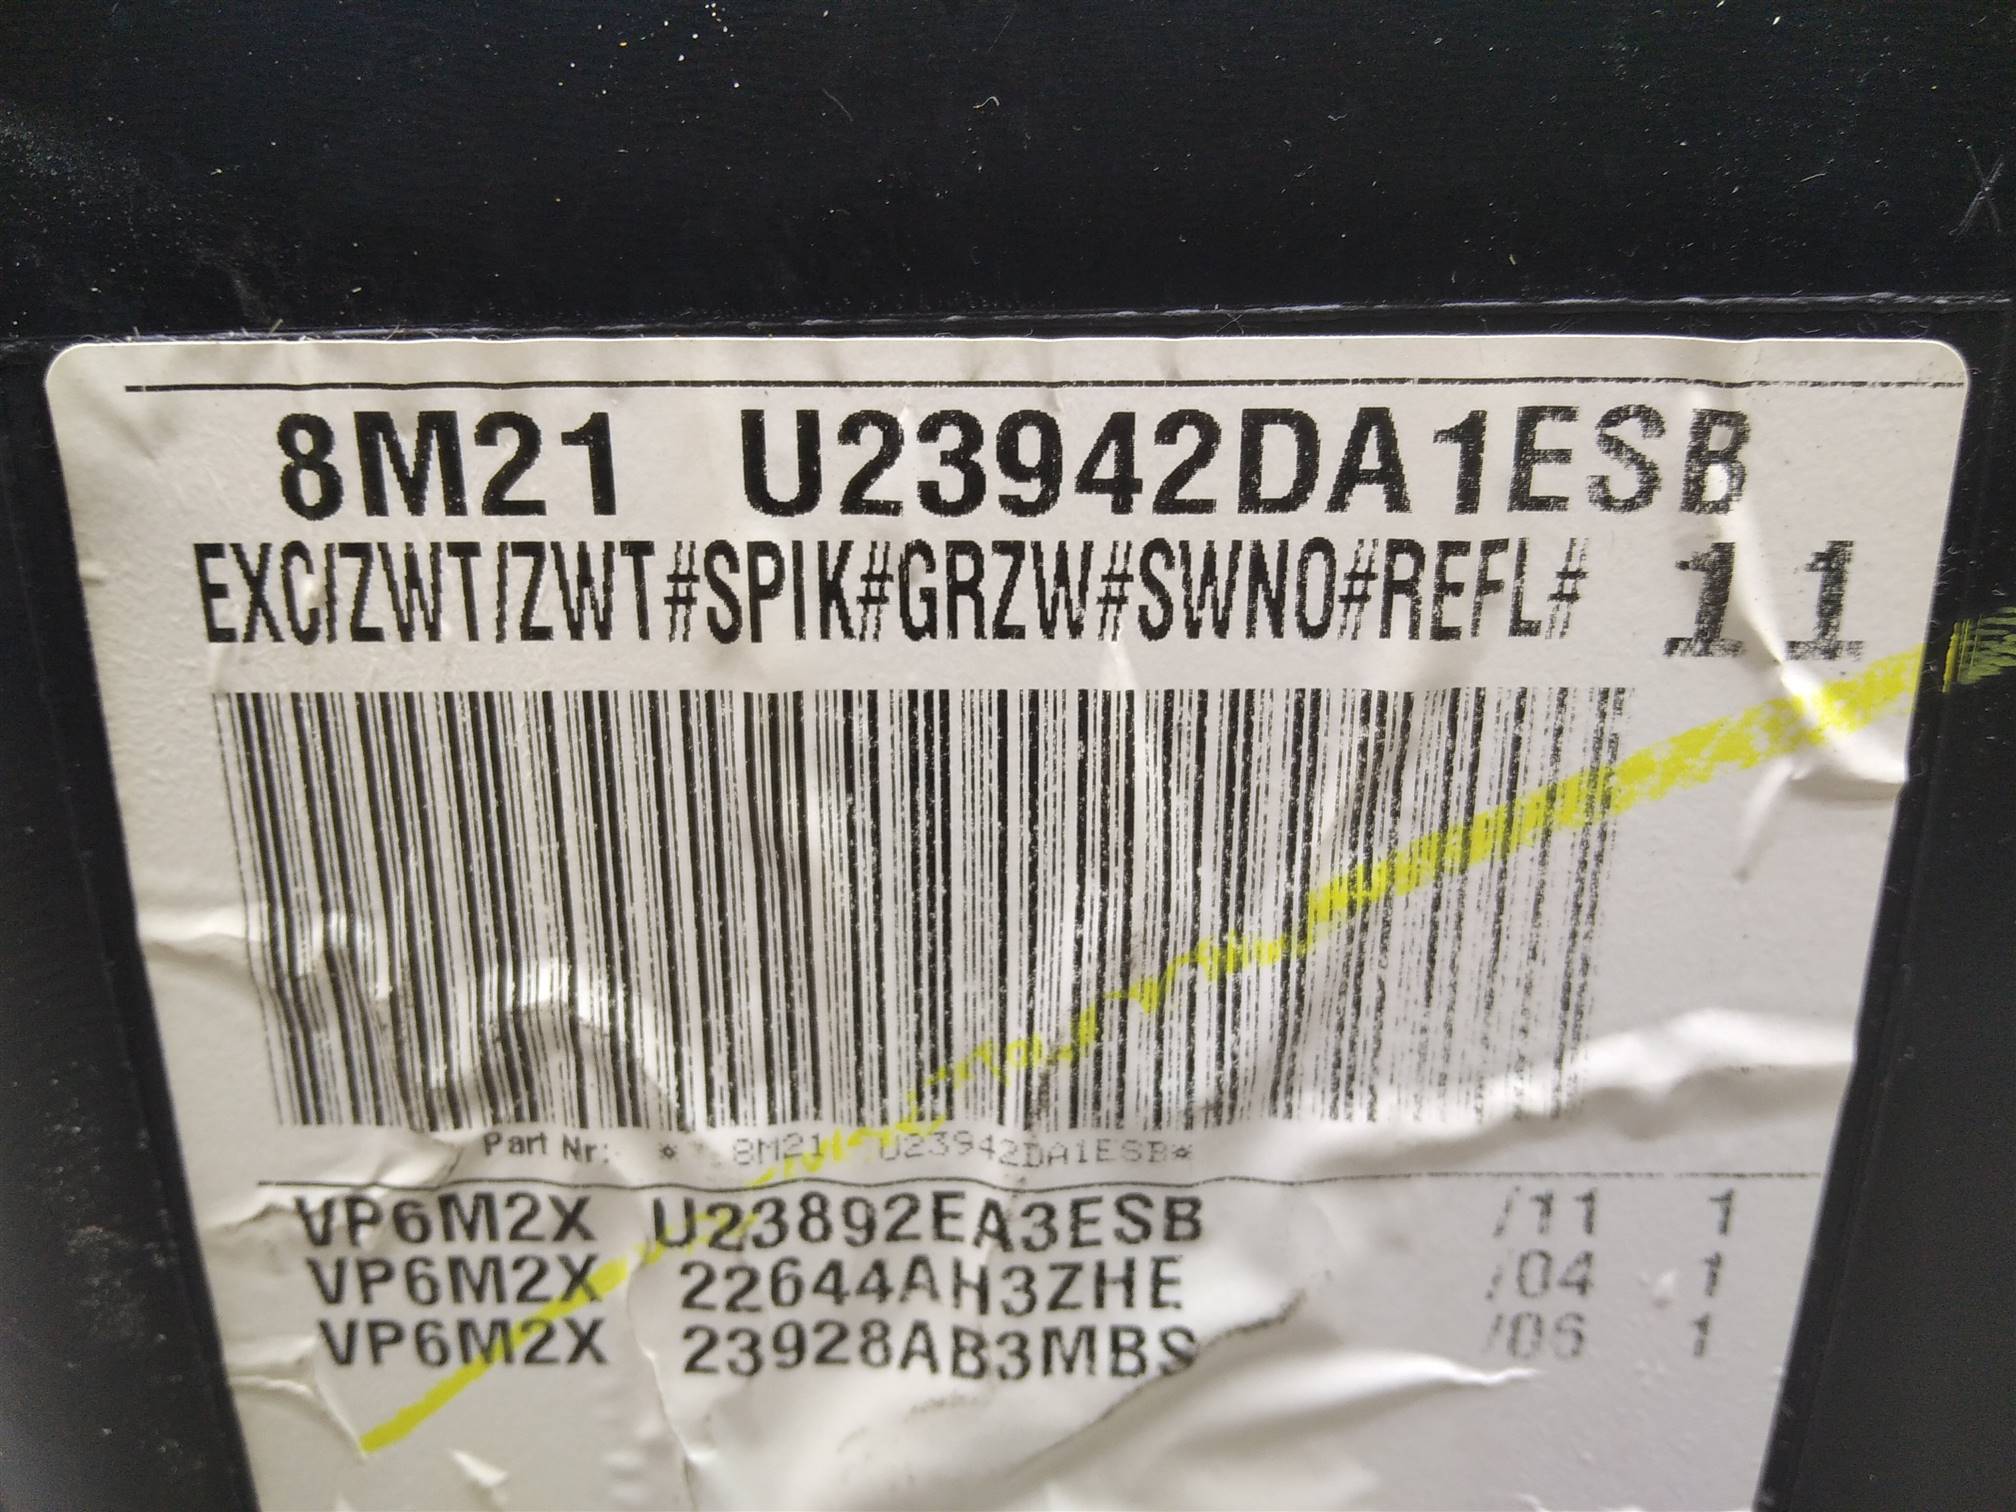 8M21 U23942DA1ESB
EXC/ZWT/ZWT#SPIK#GRZW#SWNO#REFL# 11
Part Nr: * 8M21 U23942DA1ESB*
VP6M2X U23892EA3ESB /11 1
VP6M2X 22644AH3ZHE /04 1
VP6M2X 23928AB3MBS /06 1